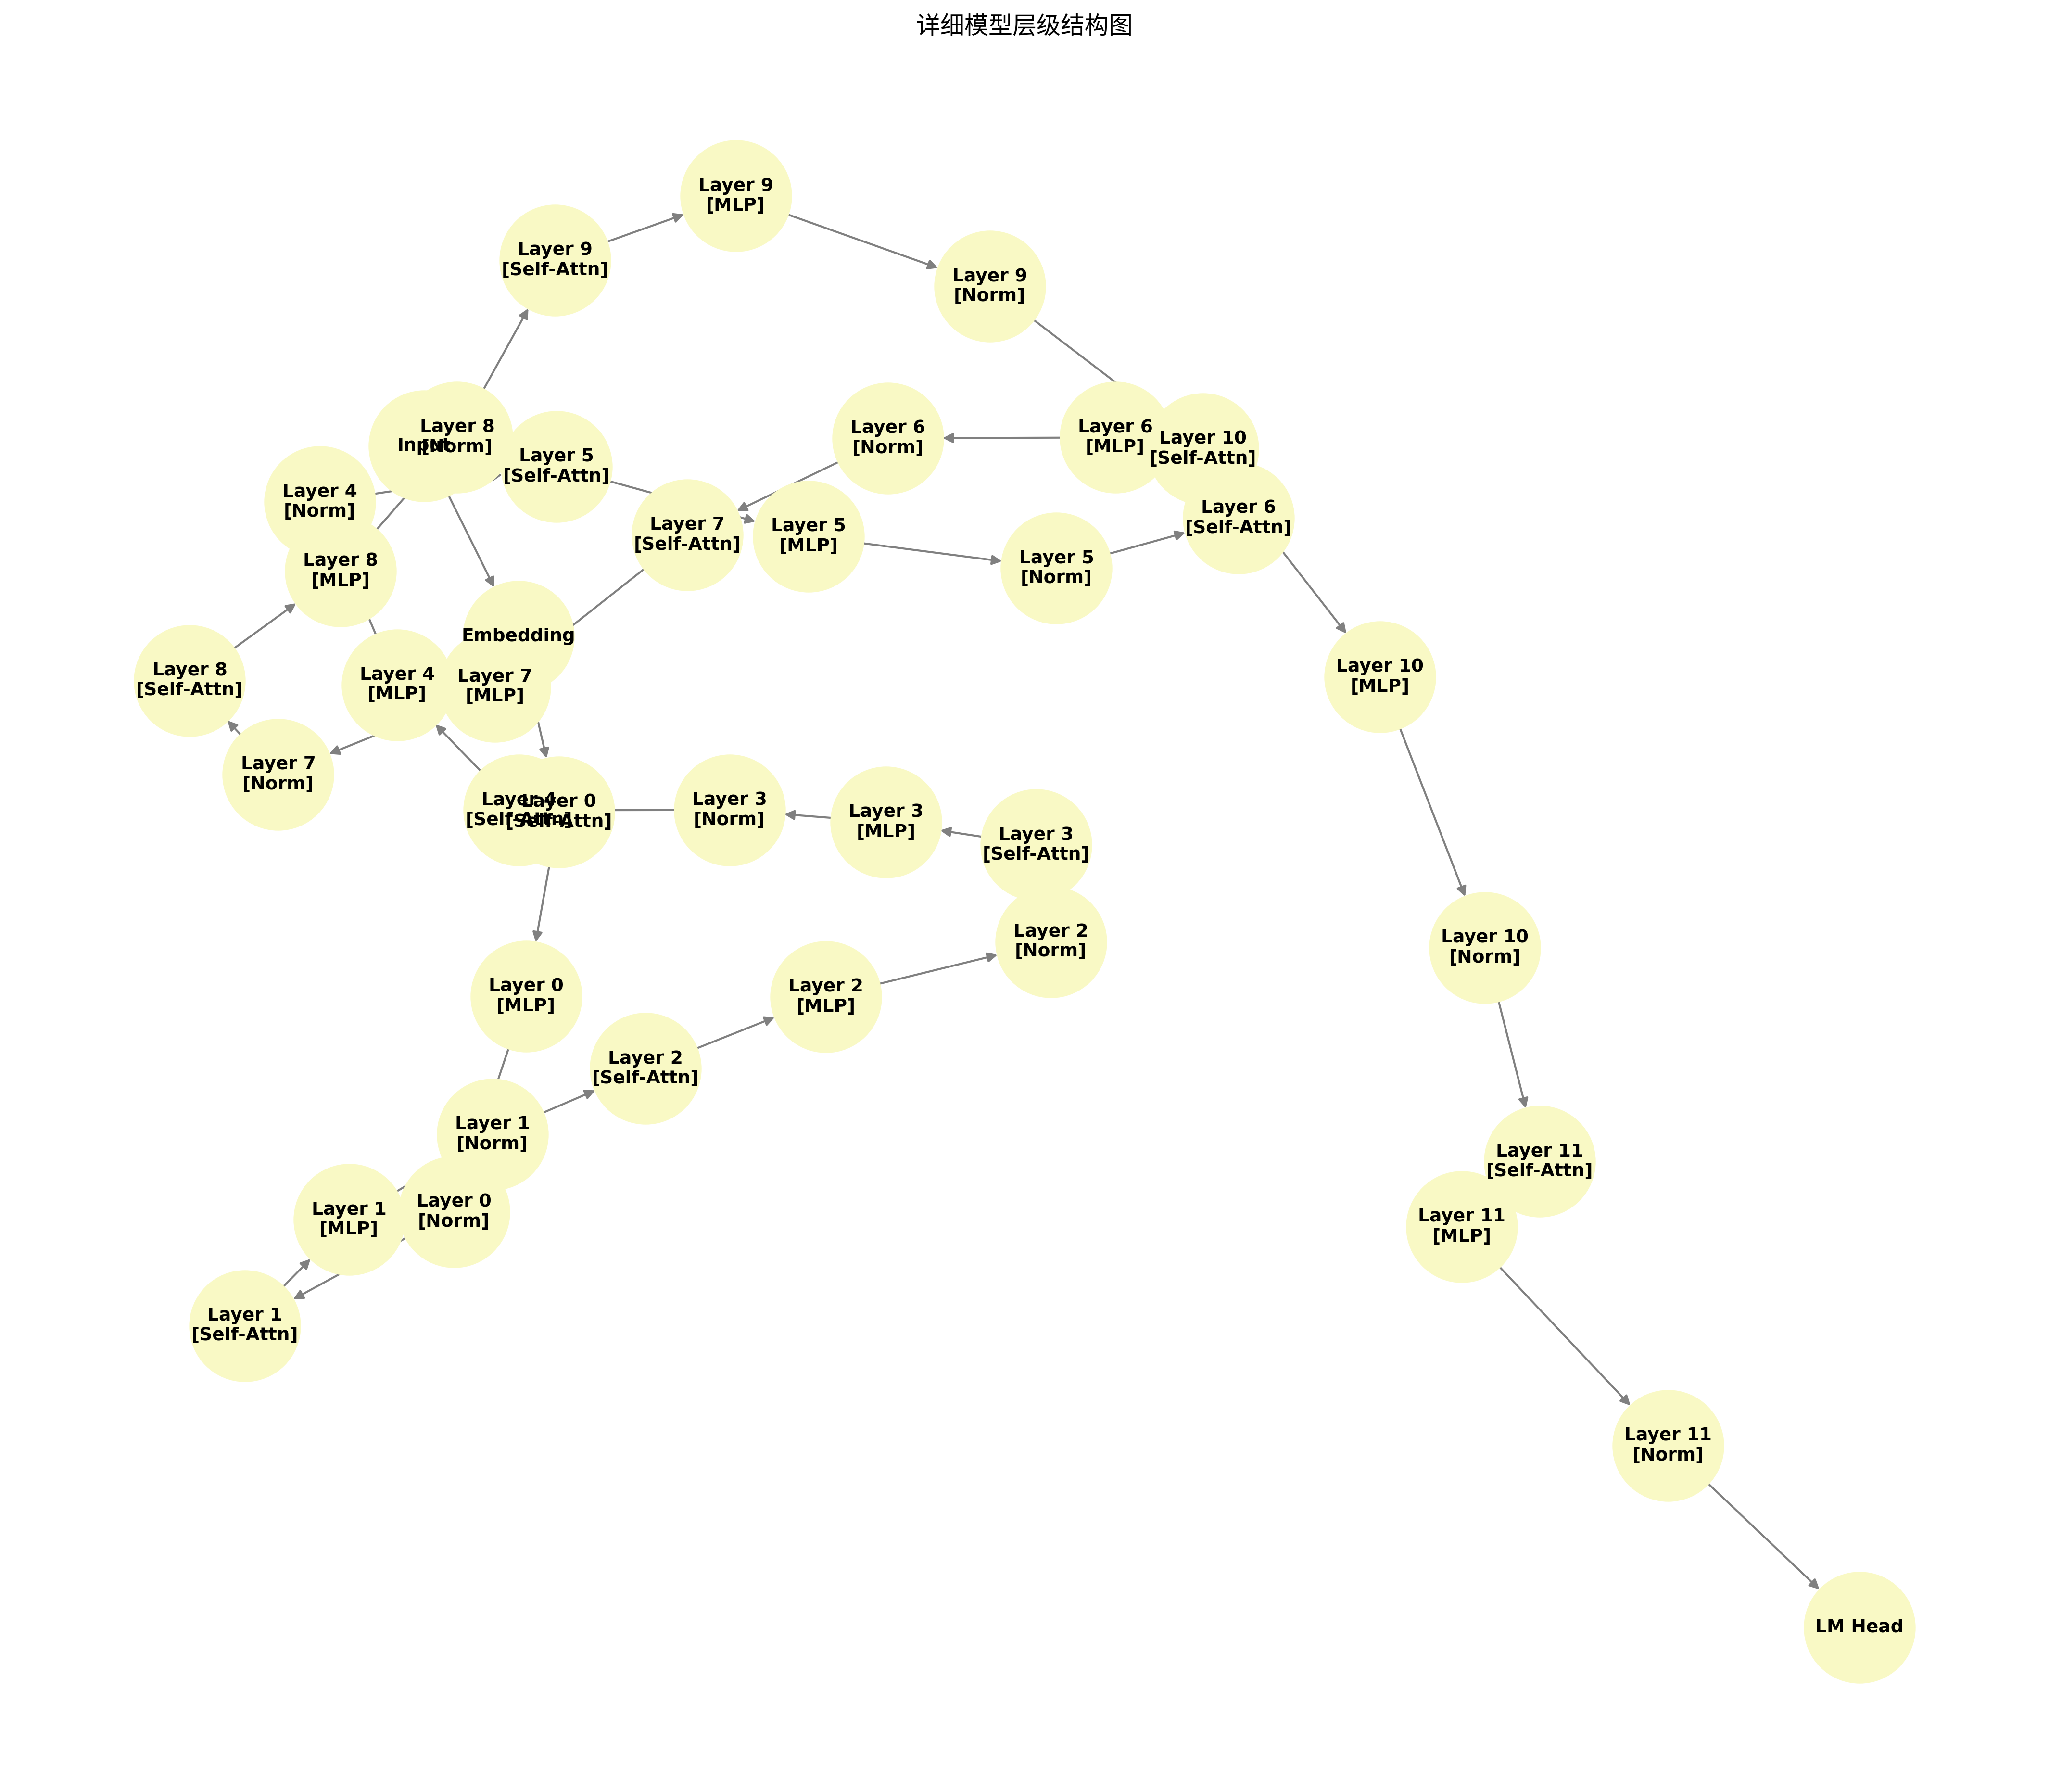 详细模型层级结构图
Layer 9
[MLP]
Layer 9
[Self-Attn]
Layer 9
[Norm]
Input
Layer 8
[Norm]
Layer 6
[Norm]
Layer 6
[MLP]
Layer 10
[Self-Attn]
Layer 5
[Self-Attn]
Layer 4
[Norm]
Layer 6
[Self-Attn]
Layer 7
[Self-Attn]
Layer 5
[MLP]
Layer 5
[Norm]
Layer 8
[MLP]
Embedding
Layer 8
[Self-Attn]
Layer 4
[MLP]
Layer 7
[MLP]
Layer 10
[MLP]
Layer 7
[Norm]
Layer 4
[Self-Attn]
Layer 0
[Self-Attn]
Layer 3
[Norm]
Layer 3
[MLP]
Layer 3
[Self-Attn]
Layer 2
[Norm]
Layer 10
[Norm]
Layer 0
[MLP]
Layer 2
[MLP]
Layer 2
[Self-Attn]
Layer 1
[Norm]
Layer 11
[Self-Attn]
Layer 1
[MLP]
Layer 0
[Norm]
Layer 11
[MLP]
Layer 1
[Self-Attn]
Layer 11
[Norm]
LM Head